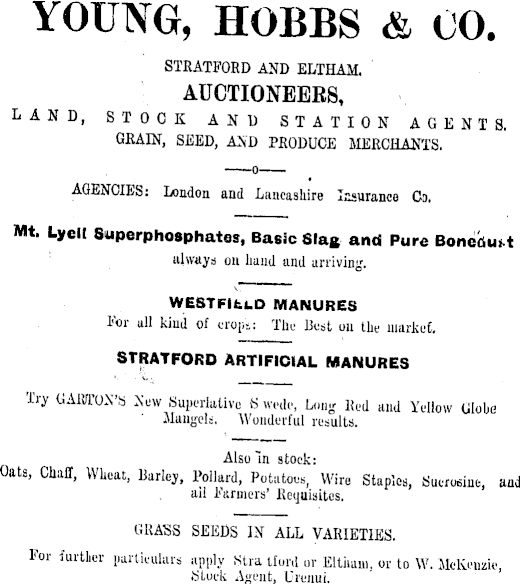 YOUNG, HOBBS & CO.
STRATFORD AND ELTHAM.
AUCTIONEERS,
LAND, STOCK AND STATION AGENTS.
GRAIN, SEED, AND PRODUCE MERCHANTS.
——o——
AGENCIES: London and Lancashire Insurance Co.
Mt. Lyell Superphosphates, Basic Slag and Pure Bonedust
always on hand and arriving.
WESTFIELD MANURES
For all kind of crops: The Best on the market.
STRATFORD ARTIFICIAL MANURES
Try GARTON'S New Superlative Swede, Long Red and Yellow Globe
Mangels. Wonderful results.
Also in stock:
Oats, Chaff, Wheat, Barley, Pollard, Potatoes, Wire Staples, Sucrosine, and
all Farmers' Requisites.
GRASS SEEDS IN ALL VARIETIES.
For further particulars apply Stratford or Eltham, or to W. McKenzie,
Stock Agent, Urenui.